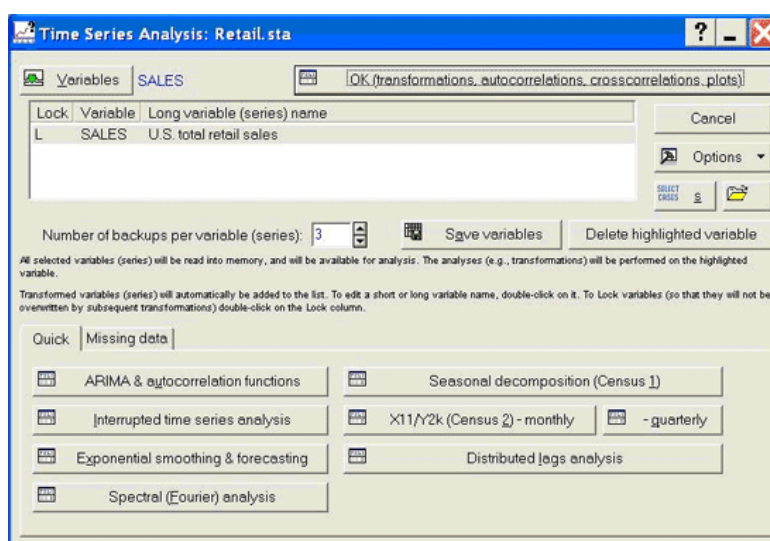 Time Series Analysis: Retail.sta
Variables SALES OK (transformations, autocorrelations, crosscorrelations, plots)
Lock Variable Long variable (series) name
L SALES U.S. total retail sales
Cancel
Options
SELECT CASES S
Number of backups per variable (series): 3 Save variables Delete highlighted variable
All selected variables (series) will be read into memory, and will be available for analysis. The analyses (e.g., transformations) will be performed on the highlighted
variable.
Transformed variables (series) will automatically be added to the list. To edit a short or long variable name, double-click on it. To Lock variables (so that they will not be
overwritten by subsequent transformations) double-click on the Lock column.
Quick Missing data
ARIMA & autocorrelation functions Seasonal decomposition (Census 1)
Interrupted time series analysis X11/Y2k (Census 2) - monthly - quarterly
Exponential smoothing & forecasting Distributed lags analysis
Spectral (Fourier) analysis